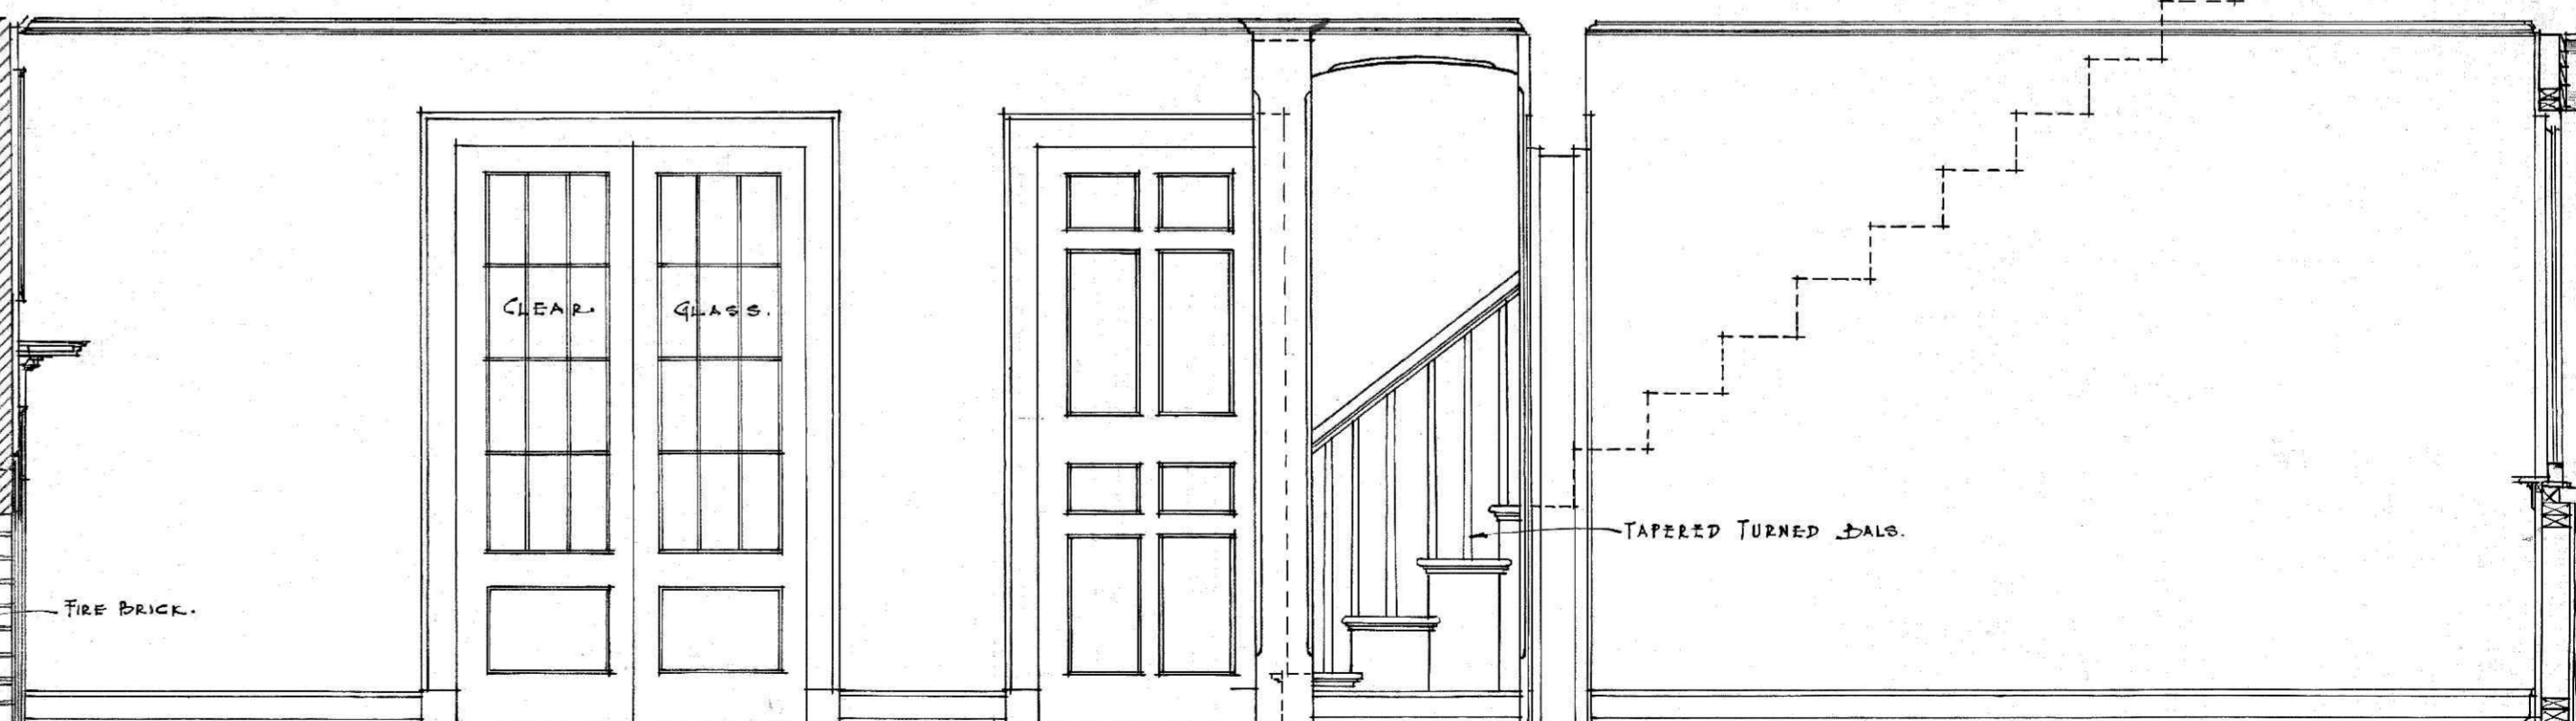 CLEAR.
GLASS.
TAPERED TURNED BALS.
FIRE BRICK.